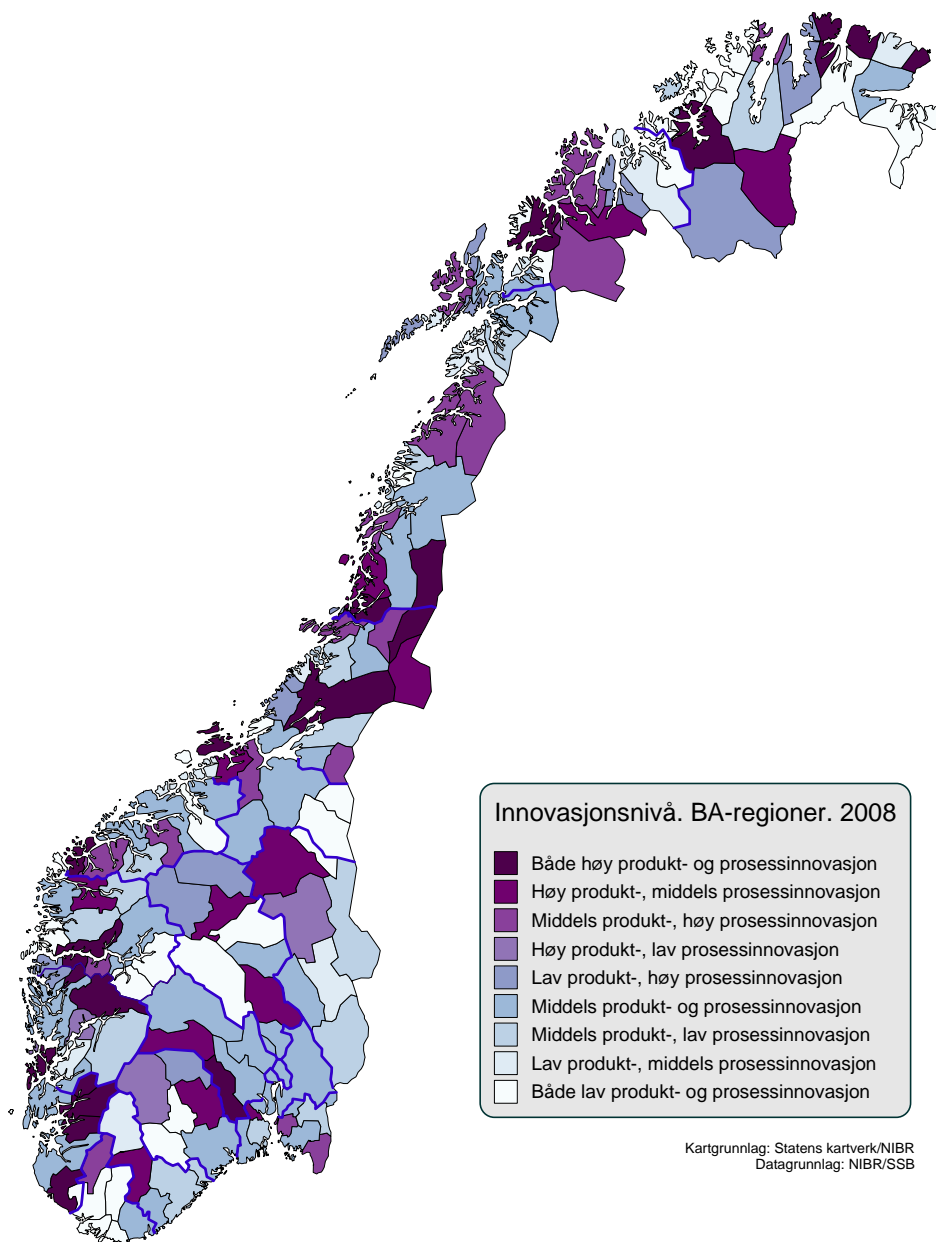 Innovasjonsnivå. BA-regioner. 2008
Både høy produkt- og prosessinnovasjon
Høy produkt-, middels prosessinnovasjon
Middels produkt-, høy prosessinnovasjon
Høy produkt-, lav prosessinnovasjon
Lav produkt-, høy prosessinnovasjon
Middels produkt- og prosessinnovasjon
Middels produkt-, lav prosessinnovasjon
Lav produkt-, middels prosessinnovasjon
Både lav produkt- og prosessinnovasjon
Kartgrunnlag: Statens kartverk/NIBR
Datagrunnlag: NIBR/SSB